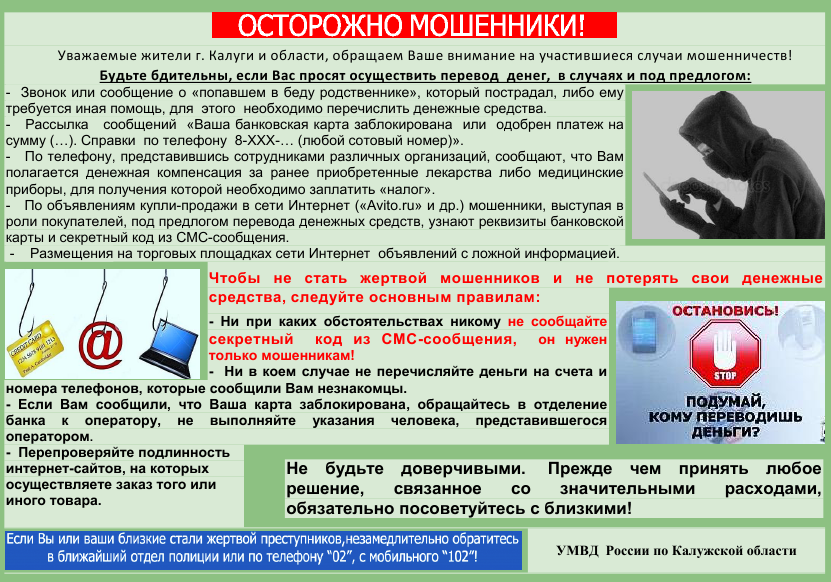 ОСТОРОЖНО МОШЕННИКИ!
Уважаемые жители г. Калуги и области, обращаем Ваше внимание на участившиеся случаи мошенничеств!
Будьте бдительны, если Вас просят осуществить перевод денег, в случаях и под предлогом:
- Звонок или сообщение о «попавшем в беду родственнике», который пострадал, либо ему
требуется иная помощь, для этого необходимо перечислить денежные средства.
- Рассылка сообщений «Ваша банковская карта заблокирована или одобрен платеж на
сумму (…). Справки по телефону 8-ХХХ-… (любой сотовый номер)».
- По телефону, представившись сотрудниками различных организаций, сообщают, что Вам
полагается денежная компенсация за ранее приобретенные лекарства либо медицинские
приборы, для получения которой необходимо заплатить «налог».
- По объявлениям купли-продажи в сети Интернет («Avito.ru» и др.) мошенники, выступая в
роли покупателей, под предлогом перевода денежных средств, узнают реквизиты банковской
карты и секретный код из СМС-сообщения.
- Размещения на торговых площадках сети Интернет объявлений с ложной информацией.
Чтобы не стать жертвой мошенников и не потерять свои денежные
средства, следуйте основным правилам:
- Ни при каких обстоятельствах никому не сообщайте
секретный код из СМС-сообщения, он нужен
только мошенникам!
- Ни в коем случае не перечисляйте деньги на счета и
номера телефонов, которые сообщили Вам незнакомцы.
- Если Вам сообщили, что Ваша карта заблокирована, обращайтесь в отделение
банка к оператору, не выполняйте указания человека, представившегося
оператором.
- Перепроверяйте подлинность
интернет-сайтов, на которых
осуществляете заказ того или
иного товара.
CREDIT CARD
@
ОСТАНОВИСЬ!
STOP
ПОДУМАЙ,
КОМУ ПЕРЕВОДИШЬ
ДЕНЬГИ?
Не будьте доверчивыми. Прежде чем принять любое
решение, связанное со значительными расходами,
обязательно посоветуйтесь с близкими!
Если Вы или ваши близкие стали жертвой преступников,незамедлительно обратитесь
в ближайший отдел полиции или по телефону “02”, с мобильного “102”!
УМВД России по Калужской области